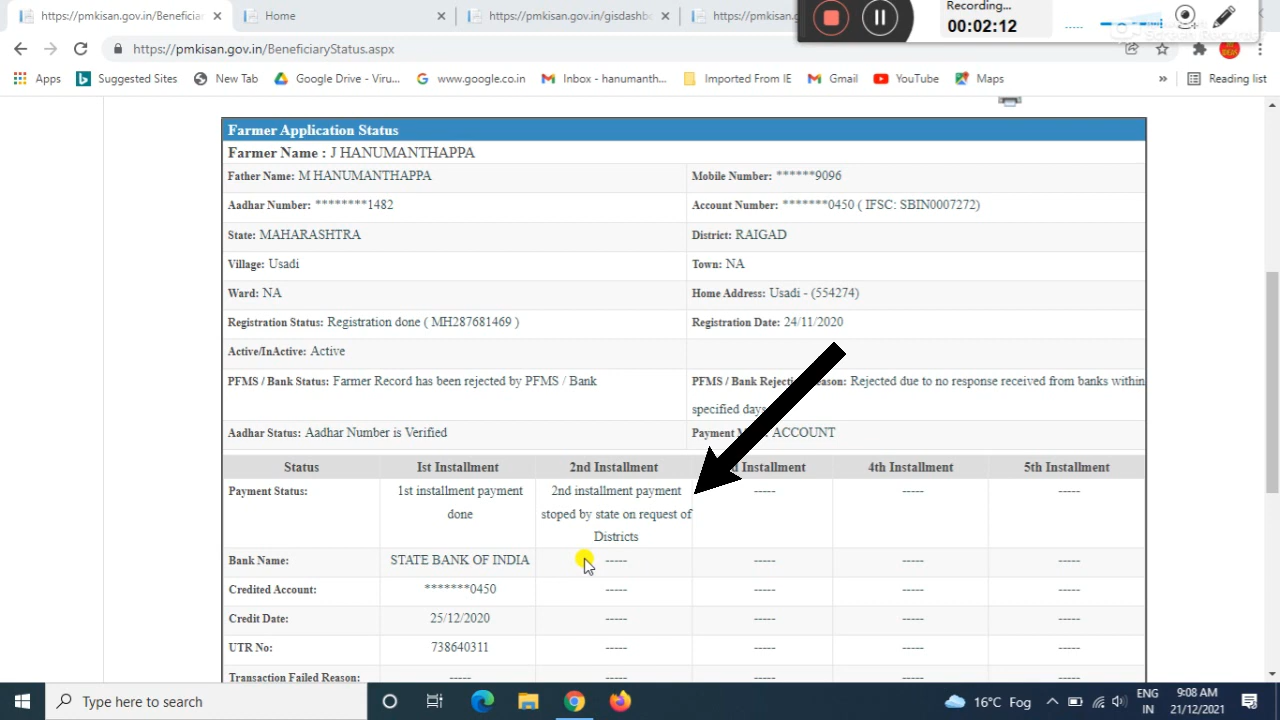 https://pmkisan.gov.in/Beneficiar
Home
https://pmkisan.gov.in/gisdashbo
https://pmkisan.gov.in
Recording...
00:02:12
https://pmkisan.gov.in/BeneficiaryStatus.aspx
Apps
Suggested Sites
New Tab
Google Drive - Viru...
www.google.co.in
Inbox - hanumanth...
Imported From IE
Gmail
YouTube
Maps
»
Reading list
Farmer Application Status
Farmer Name : J HANUMANTHAPPA
Father Name: M HANUMANTHAPPA
Mobile Number: ******9096
Aadhar Number: ********1482
Account Number: *******0450 ( IFSC: SBIN0007272)
State: MAHARASHTRA
District: RAIGAD
Village: Usadi
Town: NA
Ward: NA
Home Address: Usadi - (554274)
Registration Status: Registration done ( MH287681469 )
Registration Date: 24/11/2020
Active/InActive: Active
PFMS / Bank Status: Farmer Record has been rejected by PFMS / Bank
PFMS / Bank Rejection Reason: Rejected due to no response received from banks within
specified days
Aadhar Status: Aadhar Number is Verified
Payment ACCOUNT
Status Ist Installment 2nd Installment Installment 4th Installment 5th Installment
Payment Status: 1st installment payment 2nd installment payment ----- ----- -----
done stoped by state on request of
Districts
Bank Name: STATE BANK OF INDIA ----- ----- ----- -----
Credited Account: *******0450 ----- ----- ----- -----
Credit Date: 25/12/2020 ----- ----- ----- -----
UTR No: 738640311 ----- ----- ----- -----
Transaction Failed Reason: ----- ----- ----- ----- -----
Type here to search
16°C Fog
ENG
IN
9:08 AM
21/12/2021